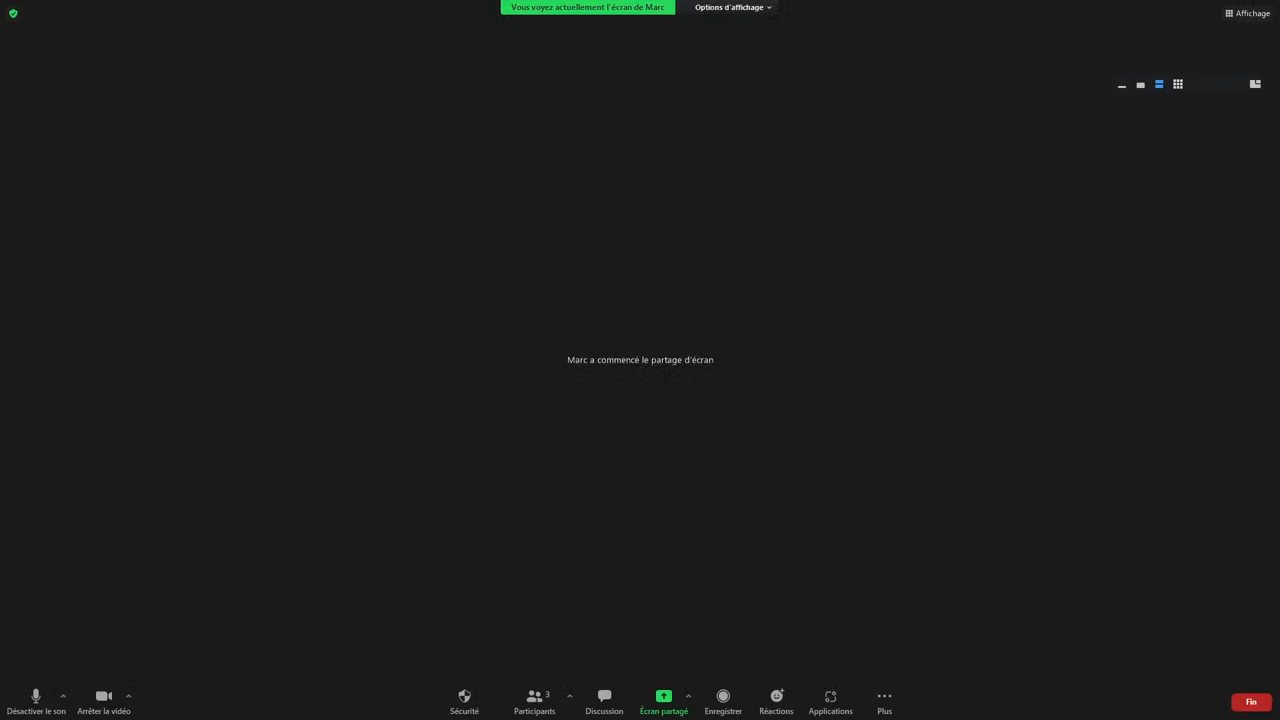 Vous voyez actuellement l'écran de Marc
Options d'affichage
Affichage
Marc a commencé le partage d'écran
Désactiver le son
Arrêter la vidéo
Sécurité
3
Participants
Discussion
Écran partagé
Enregistrer
Réactions
Applications
Plus
Fin